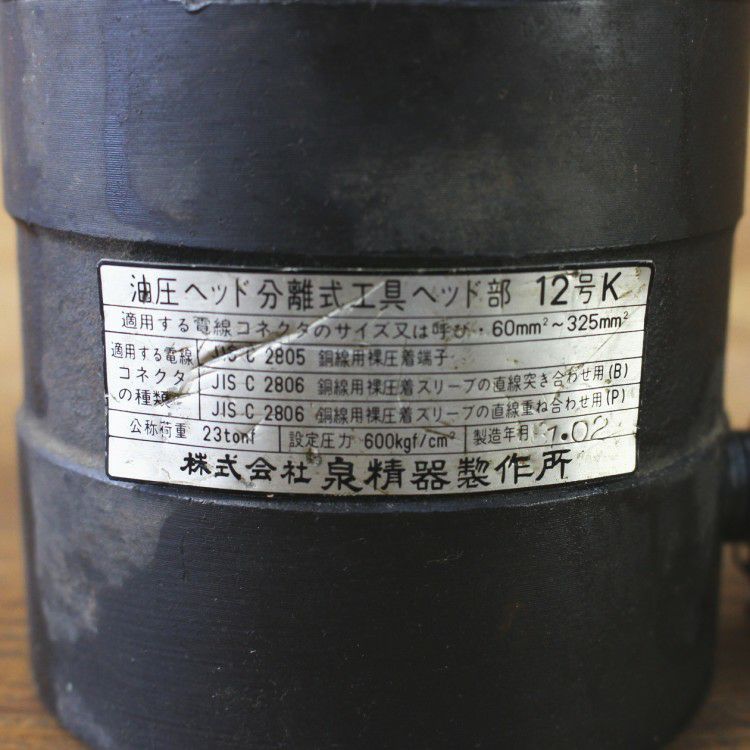 油圧ヘッド分離式工具ヘッド部 12号K
適用する電線コネクタのサイズ又は呼び・60mm²~325mm²
適用する電線コネクタの種類
JIS C 2805 銅線用裸圧着端子
JIS C 2806 銅線用裸圧着スリーブの直線突き合わせ用(B)
JIS C 2806 銅線用裸圧着スリーブの直線重ね合わせ用(P)
公称荷重 23tonf 設定圧力 600kgf/cm² 製造年月 1.02
株式会社 泉精器製作所